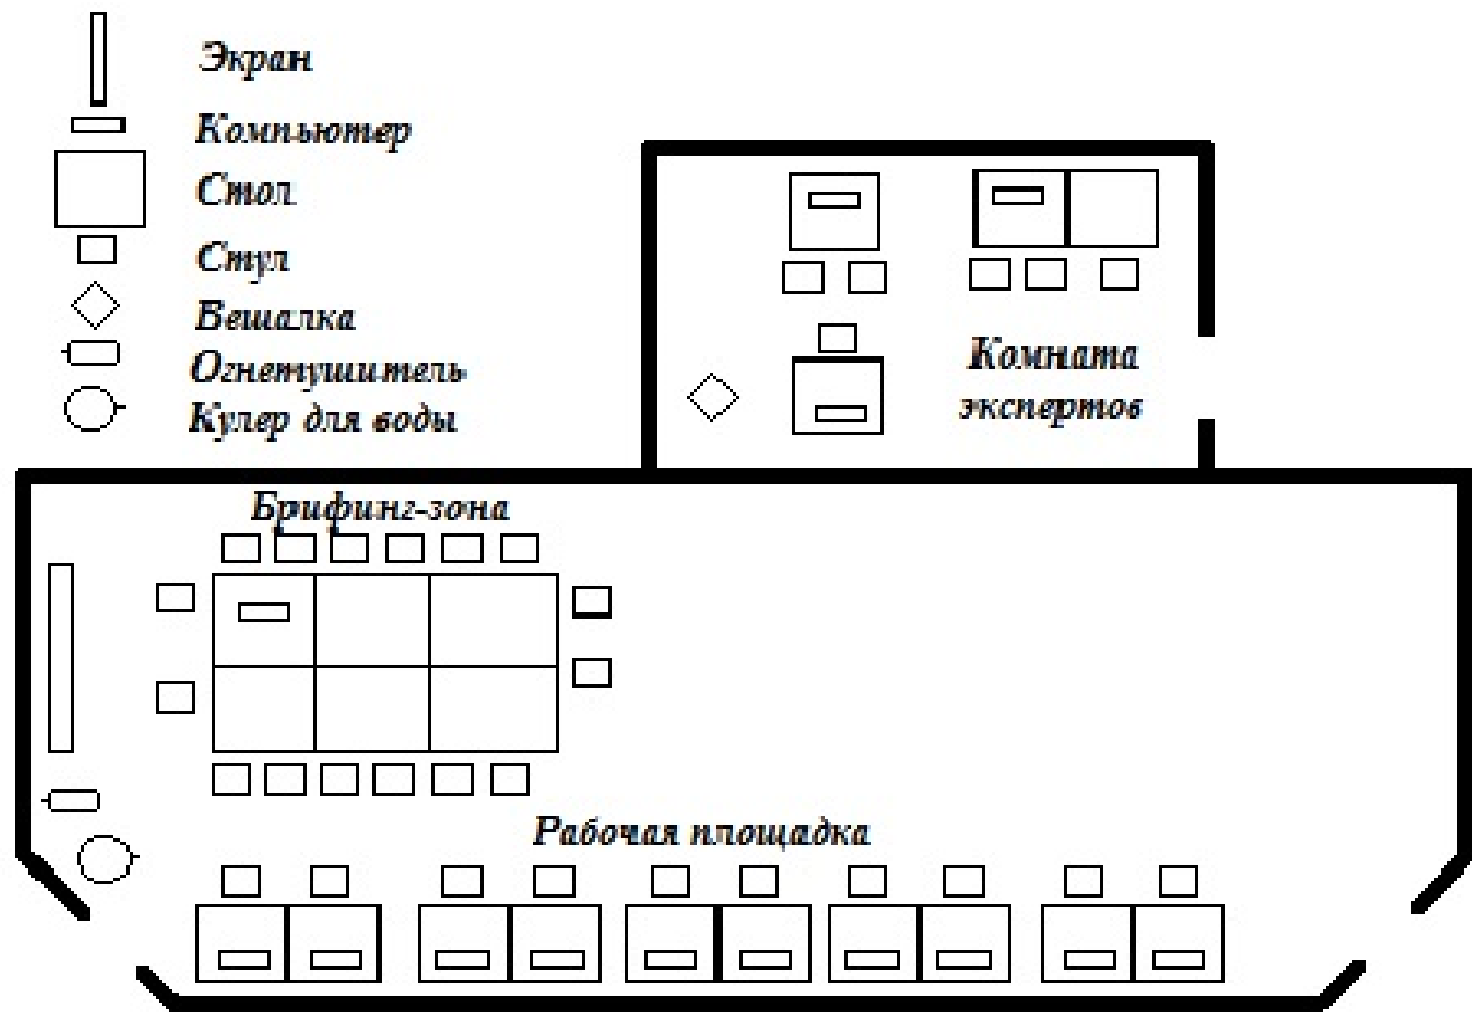 Экран
Компьютер
Стол
Стул
Вешалка
Огнетушитель
Кулер для воды
Комната
экспертов
Брифинг-зона
Рабочая площадка